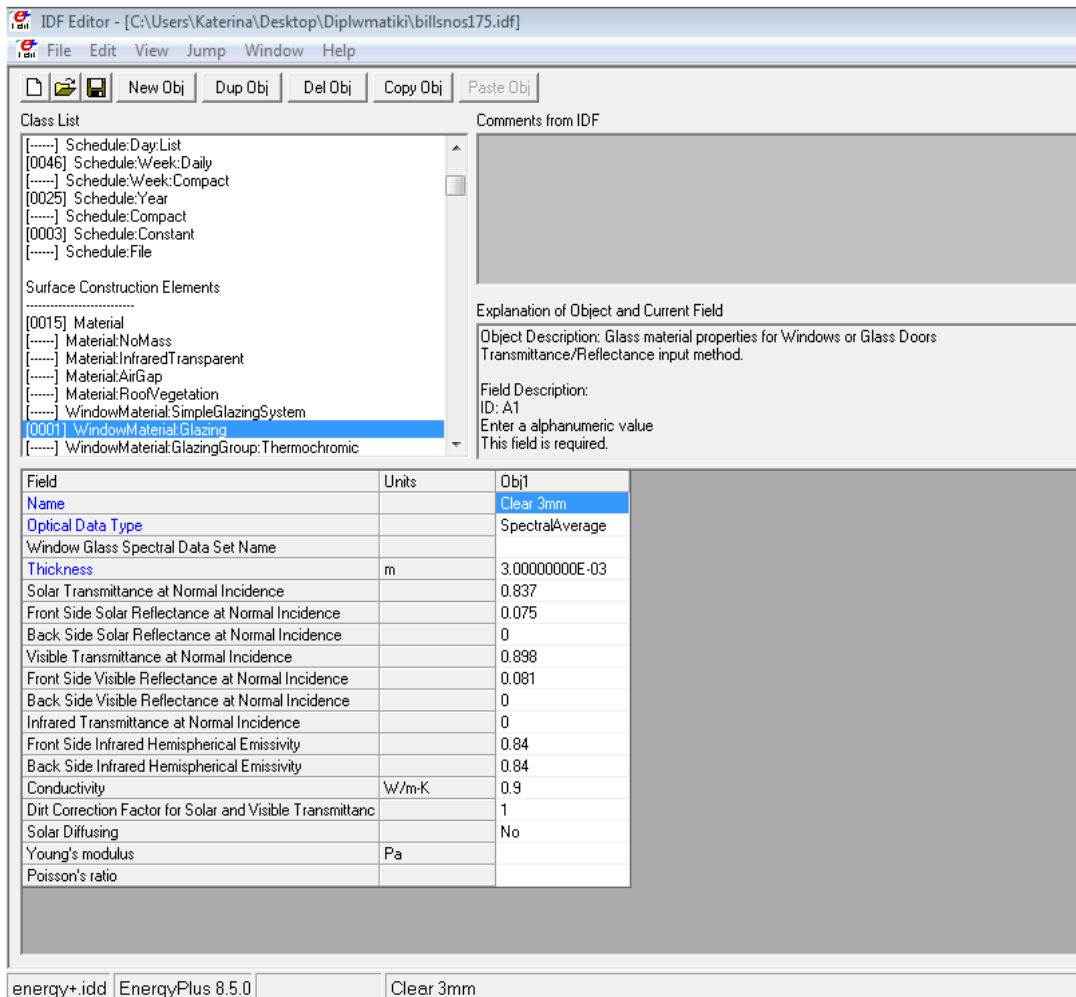 IDF Editor - [C:\Users\Katerina\Desktop\Diplwmatiki\billsnos175.idf]
File Edit View Jump Window Help
New Obj Dup Obj Del Obj Copy Obj Paste Obj
Class List
Comments from IDF
[------] Schedule:Day:List
[0046] Schedule:Week:Daily
[------] Schedule:Week:Compact
[0025] Schedule:Year
[------] Schedule:Compact
[0003] Schedule:Constant
[------] Schedule:File
Surface Construction Elements
--------------------------
[0015] Material
[------] Material:NoMass
[------] Material:InfraredTransparent
[------] Material:AirGap
[------] Material:RoofVegetation
[------] WindowMaterial:SimpleGlazingSystem
[0001] WindowMaterial:Glazing
[------] WindowMaterial:GlazingGroup:Thermochromic
Explanation of Object and Current Field
Object Description: Glass material properties for Windows or Glass Doors
Transmittance/Reflectance input method.
Field Description:
ID: A1
Enter a alphanumeric value
This field is required.
Field Units Obj1
Name Clear 3mm
Optical Data Type SpectralAverage
Window Glass Spectral Data Set Name
Thickness m 3.00000000E-03
Solar Transmittance at Normal Incidence 0.837
Front Side Solar Reflectance at Normal Incidence 0.075
Back Side Solar Reflectance at Normal Incidence 0
Visible Transmittance at Normal Incidence 0.898
Front Side Visible Reflectance at Normal Incidence 0.081
Back Side Visible Reflectance at Normal Incidence 0
Infrared Transmittance at Normal Incidence 0
Front Side Infrared Hemispherical Emissivity 0.84
Back Side Infrared Hemispherical Emissivity 0.84
Conductivity W/m-K 0.9
Dirt Correction Factor for Solar and Visible Transmittanc 1
Solar Diffusing No
Young's modulus Pa
Poisson's ratio
energy+.idd EnergyPlus 8.5.0 Clear 3mm